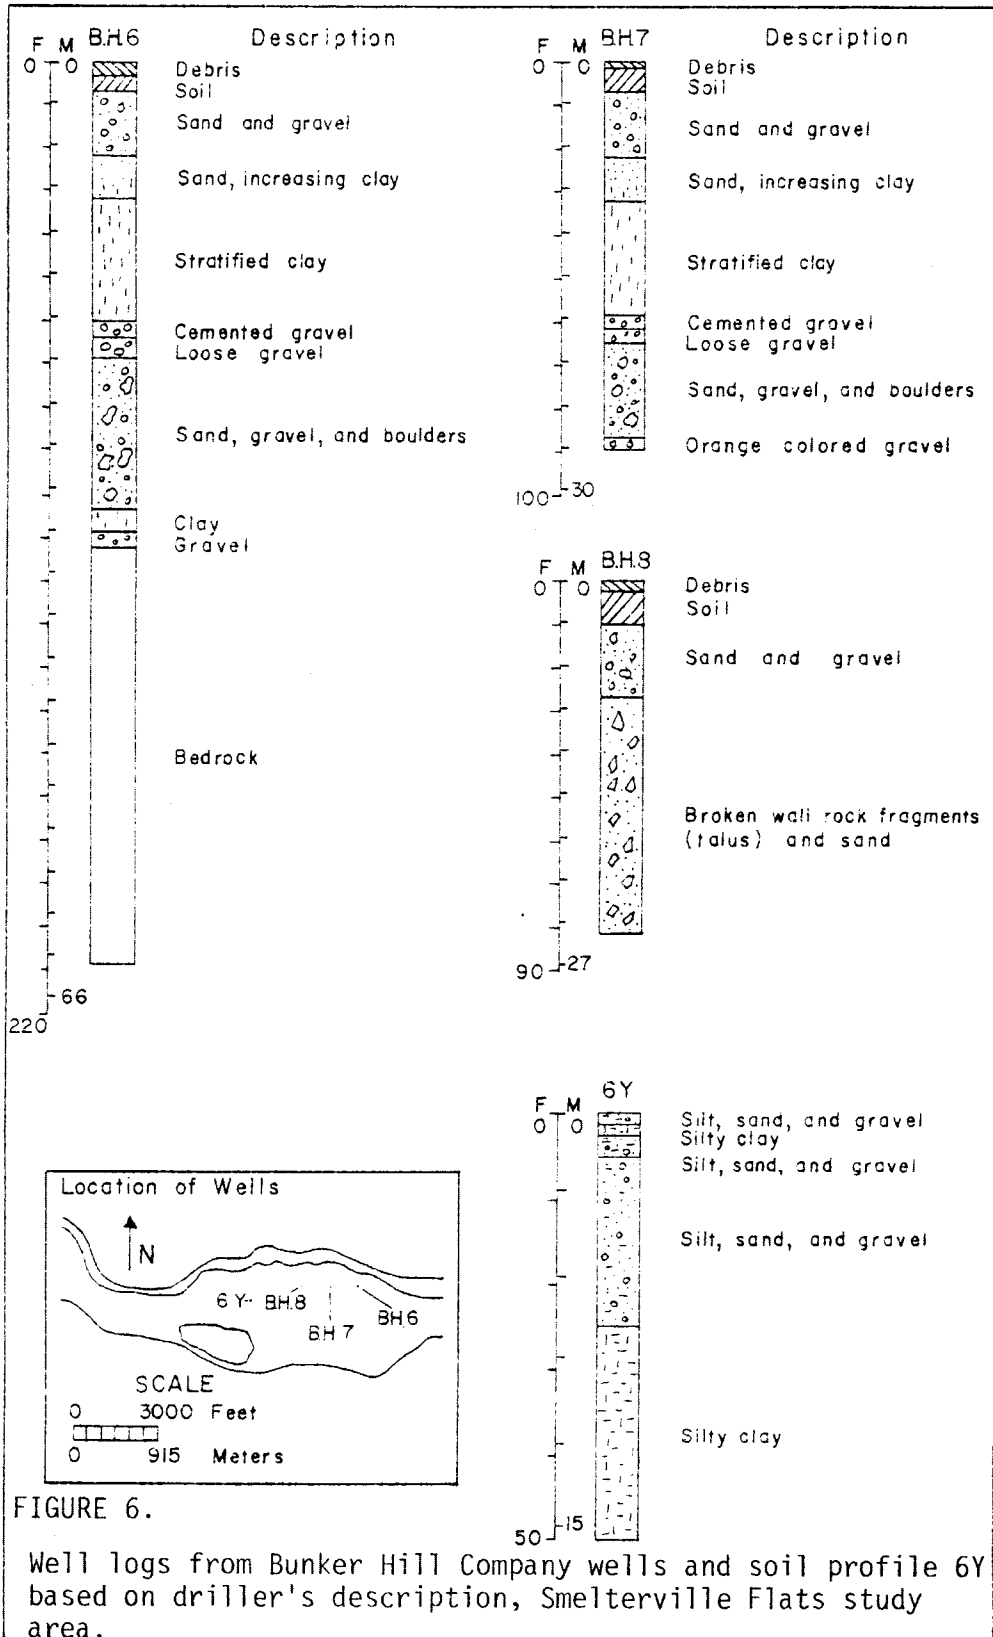 F M B.H.6 Description
0 0
Debris
Soil
Sand and gravel
Sand, increasing clay
Stratified clay
Cemented gravel
Loose gravel
Sand, gravel, and boulders
Clay
Gravel
Bedrock
66
220
F M B.H.7 Description
0 0
Debris
Soil
Sand and gravel
Sand, increasing clay
Stratified clay
Cemented gravel
Loose gravel
Sand, gravel, and boulders
Orange colored gravel
100 30
F M B.H.8
0 0
Debris
Soil
Sand and gravel
Broken wall rock fragments
(talus) and sand
90 27
6Y
F M
0 0
Silt, sand, and gravel
Silty clay
Silt, sand, and gravel
Silt, sand, and gravel
Silty clay
50 15
Location of Wells
N
6Y B.H.8
B.H.7
B.H.6
SCALE
0 3000 Feet
0 915 Meters
FIGURE 6.
Well logs from Bunker Hill Company wells and soil profile 6Y
based on driller's description, Smelterville Flats study
area.